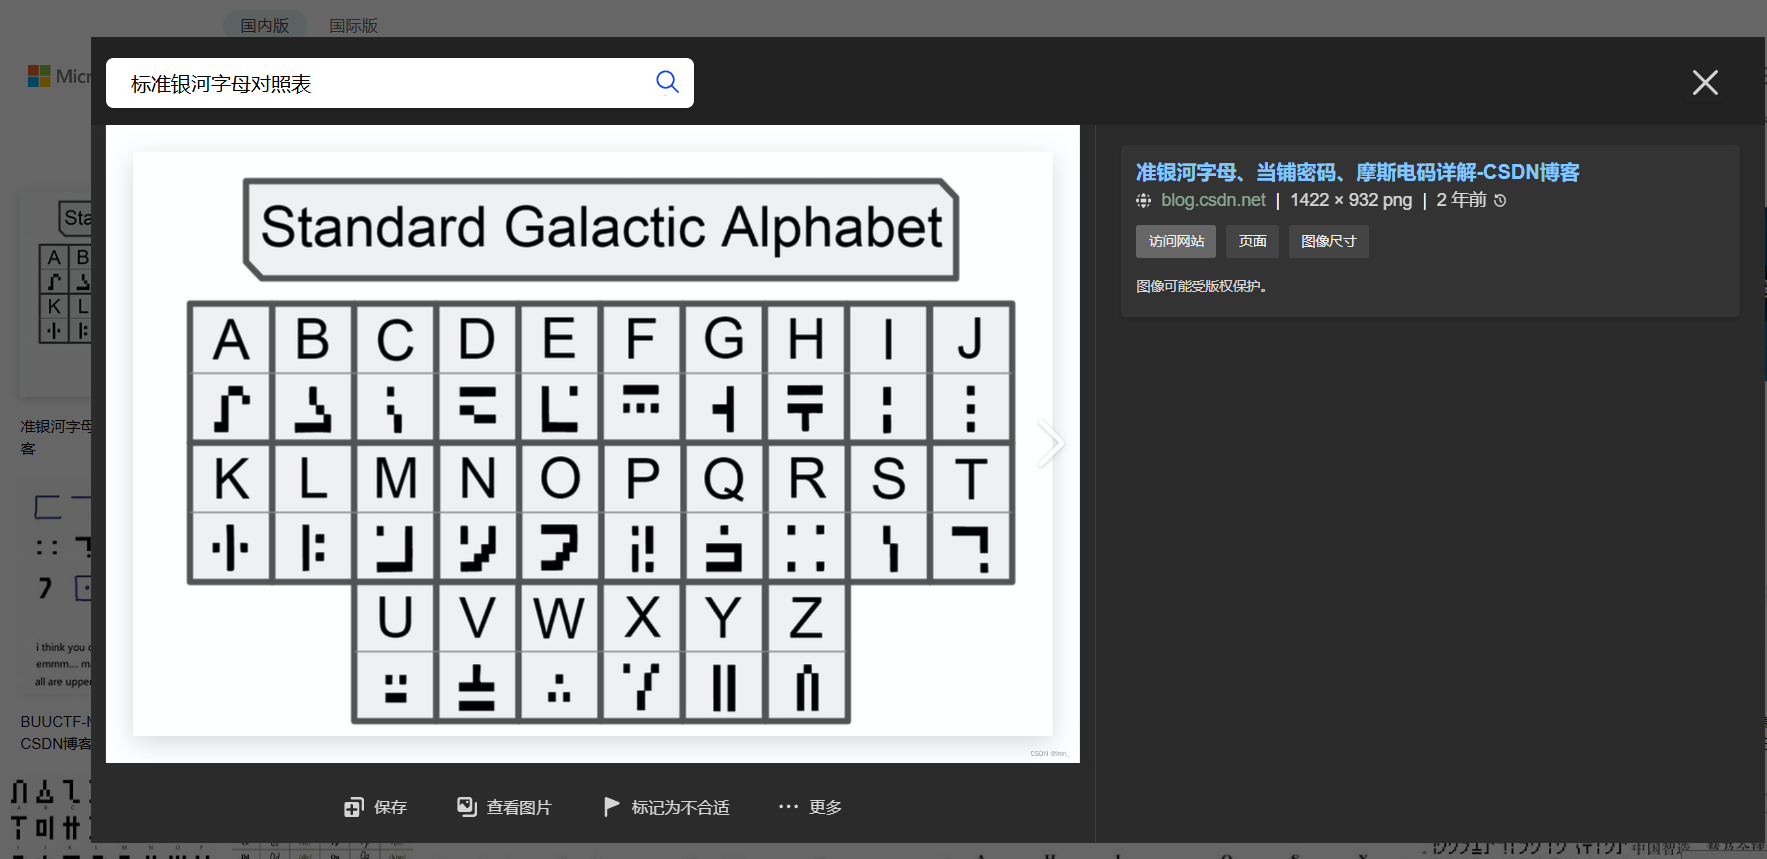 国内版 国际版
Micr
标准银河字母对照表
Sta
A B
K L
准银河字母
客
i think you c
emmm.... m
all are upper
BUUCTF-M
CSDN博客
Standard Galactic Alphabet
A B C D E F G H I J
K L M N O P Q R S T
U V W X Y Z
CSDN @lmn_
准银河字母、当铺密码、摩斯电码详解-CSDN博客
blog.csdn.net | 1422 × 932 png | 2 年前
访问网站 页面 图像尺寸
图像可能受版权保护。
保存 查看图片 标记为不合适 更多